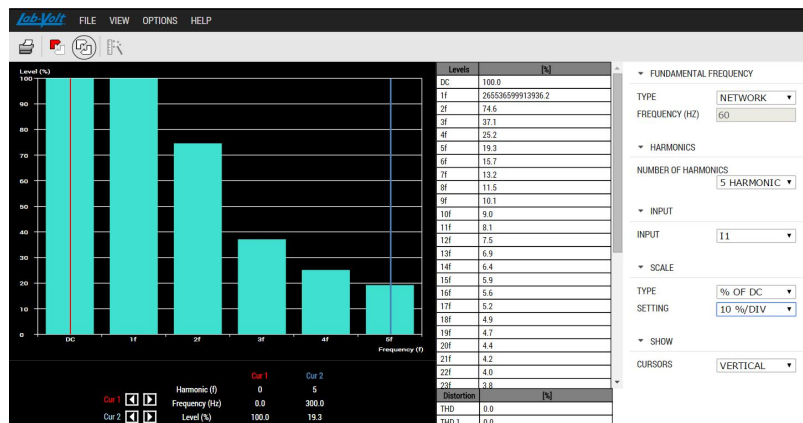 Lab-Volt FILE VIEW OPTIONS HELP
Level (%)
100
90
80
70
60
50
40
30
20
10
0
DC 1f 2f 3f 4f 5f
Frequency (f)
Cur 1 Cur 2
Harmonic (f) 0 5
Cur 1 Frequency (Hz) 0.0 300.0
Cur 2 Level (%) 100.0 19.3
Levels [%]
DC 100.0
1f 265536599913936.2
2f 74.6
3f 37.1
4f 25.2
5f 19.3
6f 15.7
7f 13.2
8f 11.5
9f 10.1
10f 9.0
11f 8.1
12f 7.5
13f 6.9
14f 6.4
15f 5.9
16f 5.6
17f 5.2
18f 4.9
19f 4.7
20f 4.4
21f 4.2
22f 4.0
23f 3.8
Distortion [%]
THD 0.0
THD 1 0.0
FUNDAMENTAL FREQUENCY
TYPE NETWORK
FREQUENCY (HZ) 60
HARMONICS
NUMBER OF HARMONICS
5 HARMONIC
INPUT
INPUT I1
SCALE
TYPE % OF DC
SETTING 10 %/DIV
SHOW
CURSORS VERTICAL